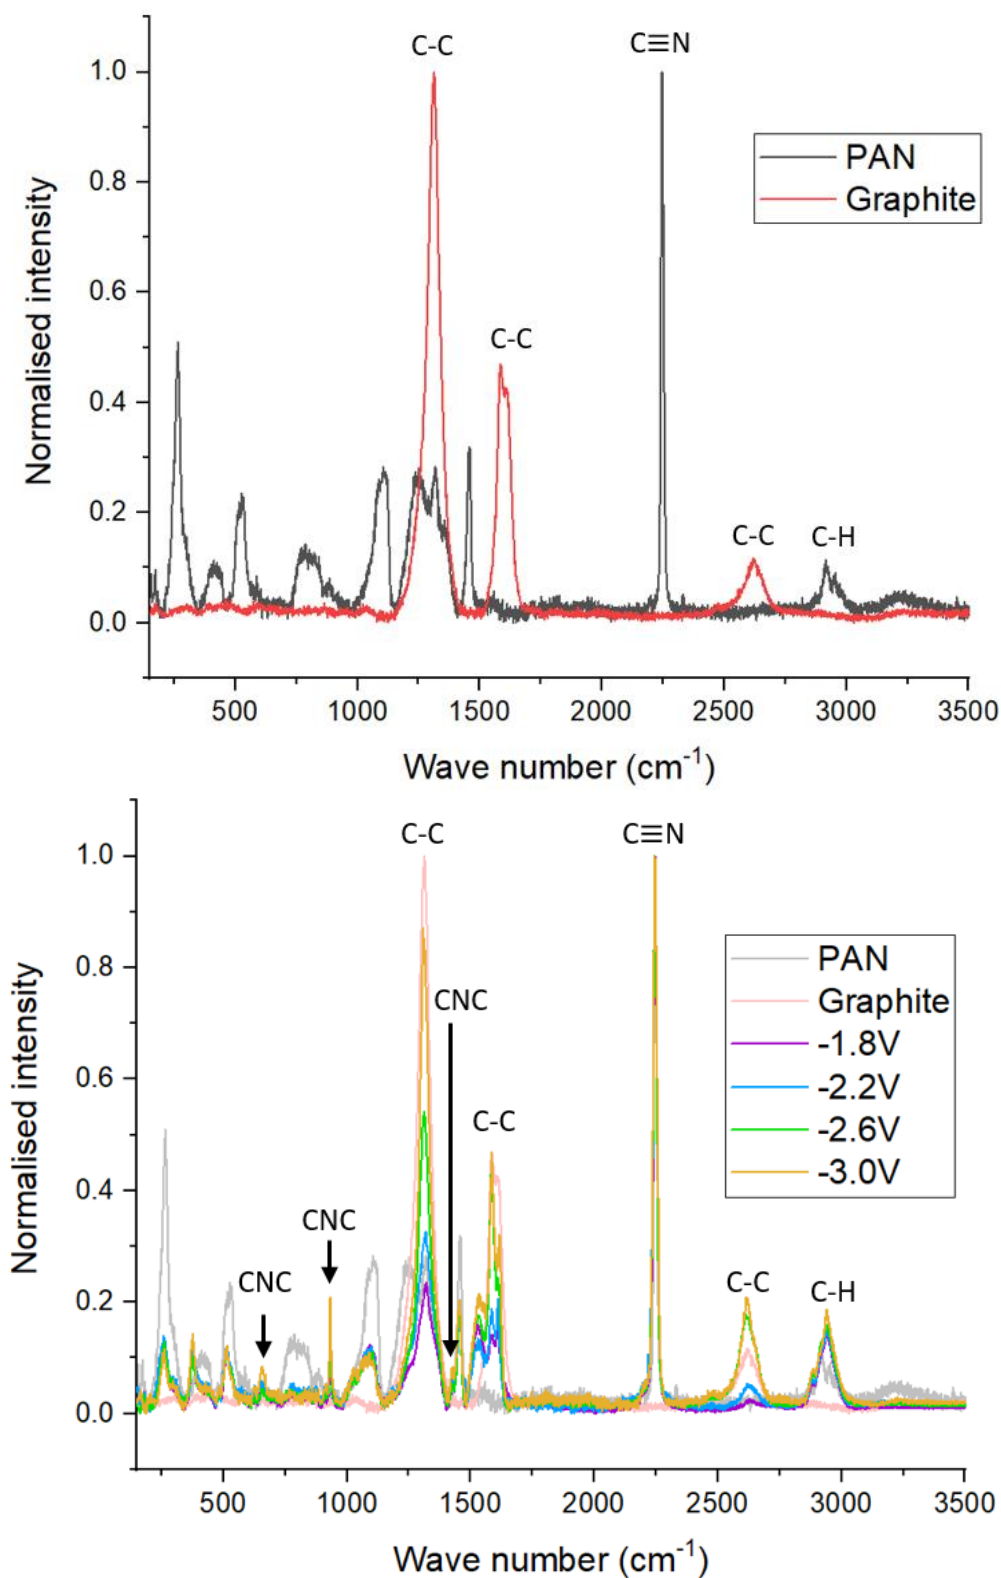 C-C
C≡N
1.0
PAN
Graphite
0.8
Normalised intensity
0.6
C-C
0.4
0.2
C-C
C-H
0.0
500
1000
1500
2000
2500
3000
3500
Wave number (cm⁻¹)
C-C
C≡N
1.0
PAN
Graphite
-1.8V
-2.2V
-2.6V
-3.0V
CNC
0.8
Normalised intensity
0.6
C-C
0.4
CNC
CNC
C-C
C-H
0.2
0.0
500
1000
1500
2000
2500
3000
3500
Wave number (cm⁻¹)